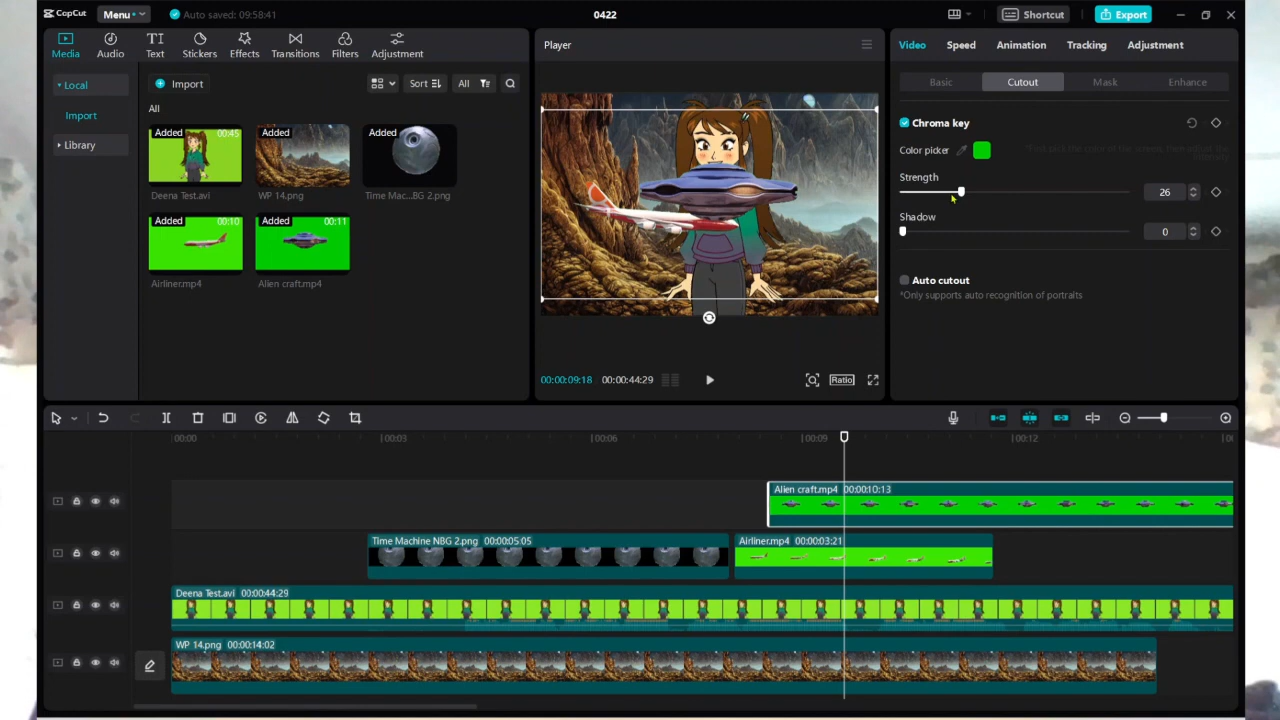 CapCut
Menu
Auto saved: 09:58:41
0422
Shortcut
Export
Media
Audio
Text
Stickers
Effects
Transitions
Filters
Adjustment
Local
Import
Library
Import
Sort
All
All
Added
00:45
Deena Test.avi
Added
WP 14.png
Added
Time Mac...BG 2.png
Added
00:10
Airliner.mp4
Added
00:11
Alien craft.mp4
Player
00:00:09:18
00:00:44:29
Ratio
Video
Speed
Animation
Tracking
Adjustment
Basic
Cutout
Mask
Enhance
Chroma key
Color picker
Strength
26
Shadow
0
Auto cutout
*Only supports auto recognition of portraits
00:00
00:03
00:06
00:09
00:12
Alien craft.mp4 00:00:10:13
Time Machine NBG 2.png 00:00:05:05
Airliner.mp4 00:00:03:21
Deena Test.avi 00:00:44:29
WP 14.png 00:00:14:02